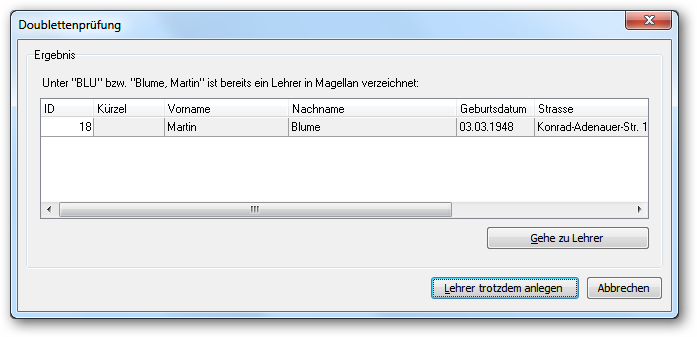 Doublettenprüfung
Ergebnis
Unter "BLU" bzw. "Blume, Martin" ist bereits ein Lehrer in Magellan verzeichnet:
ID Kürzel Vorname Nachname Geburtsdatum Strasse
18 Martin Blume 03.03.1948 Konrad-Adenauer-Str. 1
Gehe zu Lehrer
Lehrer trotzdem anlegen Abbrechen